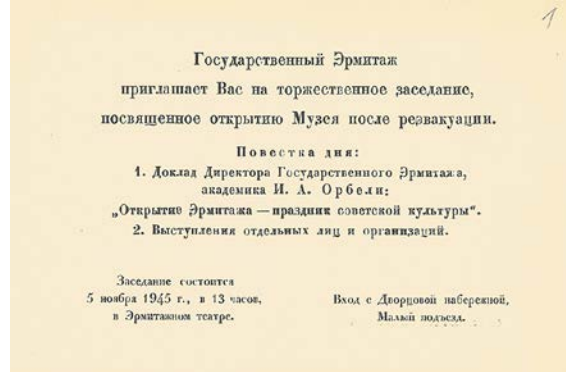 1
Государственный Эрмитаж
приглашает Вас на торжественное заседание,
посвященное открытию Музея после реэвакуации.
Повестка дня:
1. Доклад Директора Государственного Эрмитажа,
академика И. А. Орбели:
„Открытие Эрмитажа — праздник советской культуры“.
2. Выступления отдельных лиц и организаций.
Заседание состоится
5 ноября 1945 г., в 13 часов,
в Эрмитажном театре.
Вход с Дворцовой набережной,
Малый подъезд.